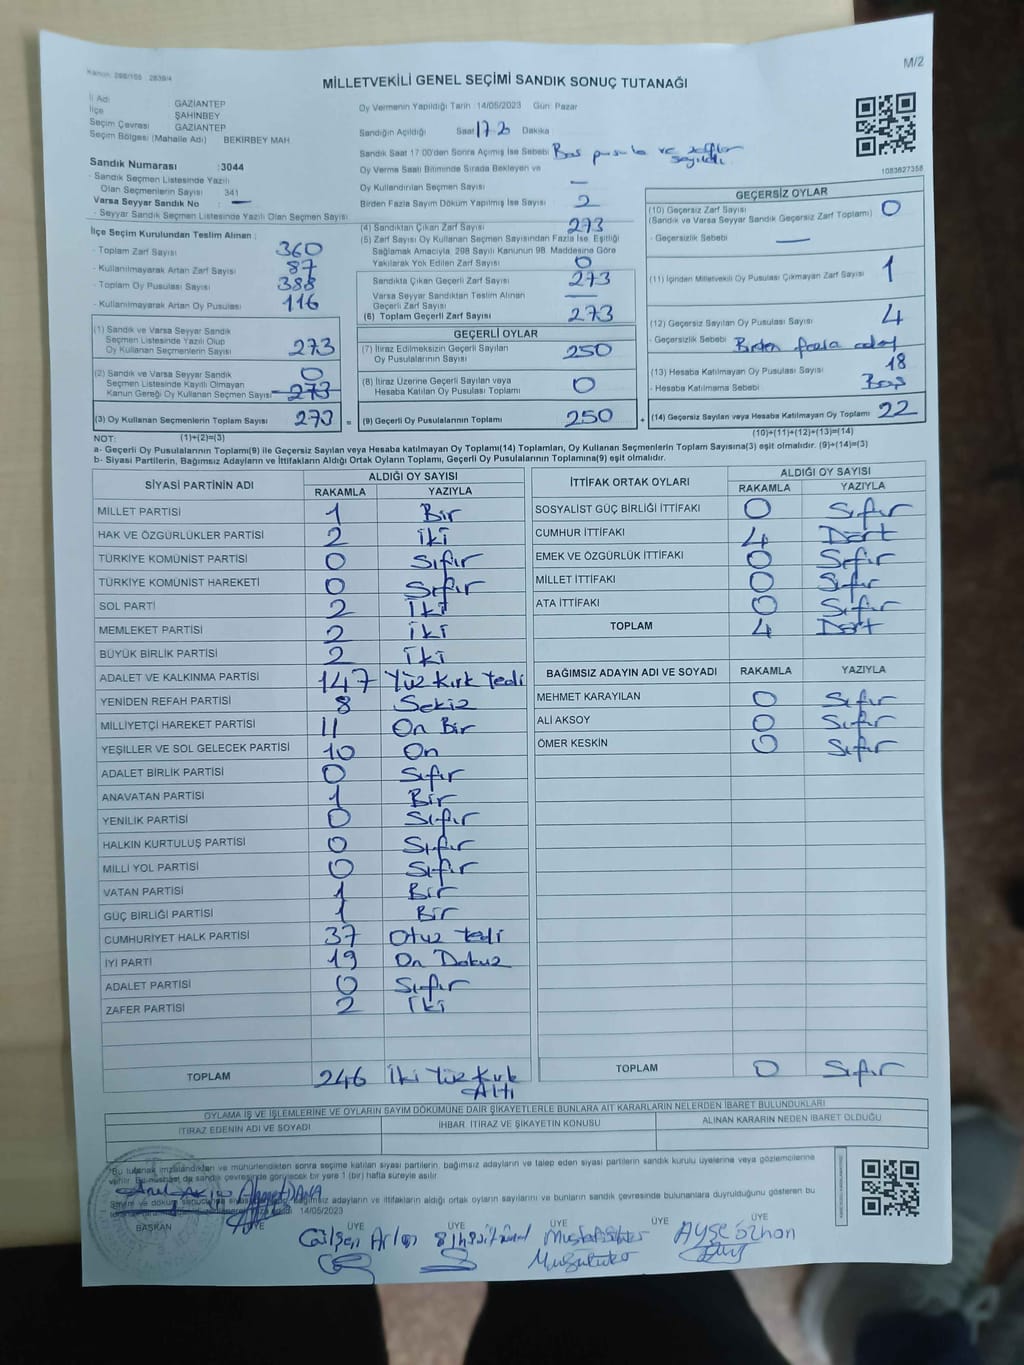 Kanun: 298/105 , 2839/4
M/2
MİLLETVEKİLİ GENEL SEÇİMİ SANDIK SONUÇ TUTANAĞI
İl Adı : GAZİANTEP
İlçe : ŞAHİNBEY
Seçim Çevresi : GAZİANTEP
Seçim Bölgesi (Mahalle Adı) : BEKİRBEY MAH
Sandık Numarası :3044
- Sandık Seçmen Listesinde Yazılı
Olan Seçmenlerin Sayısı : 341
Varsa Seyyar Sandık No : —
- Seyyar Sandık Seçmen Listesinde Yazılı Olan Seçmen Sayısı
Oy Vermenin Yapıldığı Tarih :14/05/2023 Gün: Pazar
Sandığın Açıldığı Saat 17.20 Dakika
Sandık Saat 17:00'den Sonra Açımış İse Sebebi Boş pusula ve zarflar sayıldı.
Oy Verme Saati Bitiminde Sırada Bekleyen ve
Oy Kullandırılan Seçmen Sayısı —
Birden Fazla Sayım Döküm Yapılmış İse Sayısı 2
1083627358
İlçe Seçim Kurulundan Teslim Alınan :
- Toplam Zarf Sayısı 360
- Kullanılmayarak Artan Zarf Sayısı 87
- Toplam Oy Pusulası Sayısı 388
- Kullanılmayarak Artan Oy Pusulası 116
(1) Sandık ve Varsa Seyyar Sandık
Seçmen Listesinde Yazılı Olup
Oy Kullanan Seçmenlerin Sayısı 273
(2) Sandık ve Varsa Seyyar Sandık
Seçmen Listesinde Kayıtlı Olmayan
Kanun Gereği Oy Kullanan Seçmen Sayısı 0 273
(3) Oy Kullanan Seçmenlerin Toplam Sayısı 273 =
(4) Sandıktan Çıkan Zarf Sayısı 273
(5) Zarf Sayısı Oy Kullanan Seçmen Sayısından Fazla İse, Eşitliği
Sağlamak Amacıyla, 298 Sayılı Kanunun 98. Maddesine Göre
Yakılarak Yok Edilen Zarf Sayısı 0
Sandıkta Çıkan Geçerli Zarf Sayısı 273
Varsa Seyyar Sandıktan Teslim Alınan
Geçerli Zarf Sayısı —
(6) Toplam Geçerli Zarf Sayısı 273
GEÇERLİ OYLAR
(7) İtiraz Edilmeksizin Geçerli Sayılan
Oy Pusulalarının Sayısı 250
(8) İtiraz Üzerine Geçerli Sayılan veya
Hesaba Katılan Oy Pusulası Toplamı 0
(9) Geçerli Oy Pusulalarının Toplamı 250 +
GEÇERSİZ OYLAR
(10) Geçersiz Zarf Sayısı
(Sandık ve Varsa Seyyar Sandık Geçersiz Zarf Toplamı) 0
- Geçersizlik Sebebi —
(11) İçinden Milletvekili Oy Pusulası Çıkmayan Zarf Sayısı 1
(12) Geçersiz Sayılan Oy Pusulası Sayısı 4
- Geçersizlik Sebebi Birden fazla
(13) Hesaba Katılmayan Oy Pusulası Sayısı 18
- Hesaba Katılmama Sebebi Boş
(14) Geçersiz Sayılan veya Hesaba Katılmayan Oy Toplamı 22
NOT: (1)+(2)=(3) (10)+(11)+(12)+(13)=(14)
a- Geçerli Oy Pusulalarının Toplamı(9) ile Geçersiz Sayılan veya Hesaba katılmayan Oy Toplamı(14) Toplamları, Oy Kullanan Seçmenlerin Toplam Sayısına(3) eşit olmalıdır. (9)+(14)=(3)
b- Siyasi Partilerin, Bağımsız Adayların ve İttifakların Aldığı Ortak Oyların Toplamı, Geçerli Oy Pusulalarının Toplamına(9) eşit olmalıdır.
SİYASİ PARTİNİN ADI ALDIĞI OY SAYISI
RAKAMLA YAZIYLA
MİLLET PARTİSİ 1 Bir
HAK VE ÖZGÜRLÜKLER PARTİSİ 2 İki
TÜRKİYE KOMÜNİST PARTİSİ 0 Sıfır
TÜRKİYE KOMÜNİST HAREKETİ 0 Sıfır
SOL PARTİ 2 İki
MEMLEKET PARTİSİ 2 İki
BÜYÜK BİRLİK PARTİSİ 2 İki
ADALET VE KALKINMA PARTİSİ 147 Yüz Kırk Yedi
YENİDEN REFAH PARTİSİ 8 Sekiz
MİLLİYETÇİ HAREKET PARTİSİ 11 On Bir
YEŞİLLER VE SOL GELECEK PARTİSİ 10 On
ADALET BİRLİK PARTİSİ 0 Sıfır
ANAVATAN PARTİSİ 1 Bir
YENİLİK PARTİSİ 0 Sıfır
HALKIN KURTULUŞ PARTİSİ 0 Sıfır
MİLLİ YOL PARTİSİ 0 Sıfır
VATAN PARTİSİ 1 Bir
GÜÇ BİRLİĞİ PARTİSİ 1 Bir
CUMHURİYET HALK PARTİSİ 37 Otuz Yedi
İYİ PARTİ 19 On Dokuz
ADALET PARTİSİ 0 Sıfır
ZAFER PARTİSİ 2 İki
TOPLAM 246 İki Yüz Kırk Altı
İTTİFAK ORTAK OYLARI ALDIĞI OY SAYISI
RAKAMLA YAZIYLA
SOSYALİST GÜÇ BİRLİĞİ İTTİFAKI 0 Sıfır
CUMHUR İTTİFAKI 4 Dört
EMEK VE ÖZGÜRLÜK İTTİFAKI 0 Sıfır
MİLLET İTTİFAKI 0 Sıfır
ATA İTTİFAKI 0 Sıfır
TOPLAM 4 Dört
BAĞIMSIZ ADAYIN ADI VE SOYADI RAKAMLA YAZIYLA
MEHMET KARAYILAN 0 Sıfır
ALİ AKSOY 0 Sıfır
ÖMER KESKİN 0 Sıfır
TOPLAM 0 Sıfır
OYLAMA İŞ VE İŞLEMLERİNE VE OYLARIN SAYIM DÖKÜMÜNE DAİR ŞİKAYETLERLE BUNLARA AİT KARARLARIN NELERDEN İBARET BULUNDUKLARI
İTİRAZ EDENİN ADI VE SOYADI İHBAR, İTİRAZ VE ŞİKAYETİN KONUSU ALINAN KARARIN NEDEN İBARET OLDUĞU
"Bu tutanak imzalandıktan ve mühürlendikten sonra seçime katılan siyasi partilerin, bağımsız adayların ve talep eden siyasi partilerin sandık kurulu üyelerine veya gözlemcilerine
verilir. Bu nüshası da sandık çevresinde görülecek bir yere 1 (bir) hafta süreyle asılır.
bağımsız adayların ve ittifakların aldığı ortak oyların sayılarını ve bunların sandık çevresinde bulunanlara duyrulduğunu gösteren bu
14/05/2023
BAŞKAN ÜYE ÜYE ÜYE ÜYE ÜYE ÜYE
Ahmet DANA
Gülşen Arlan
Ayşe özhan